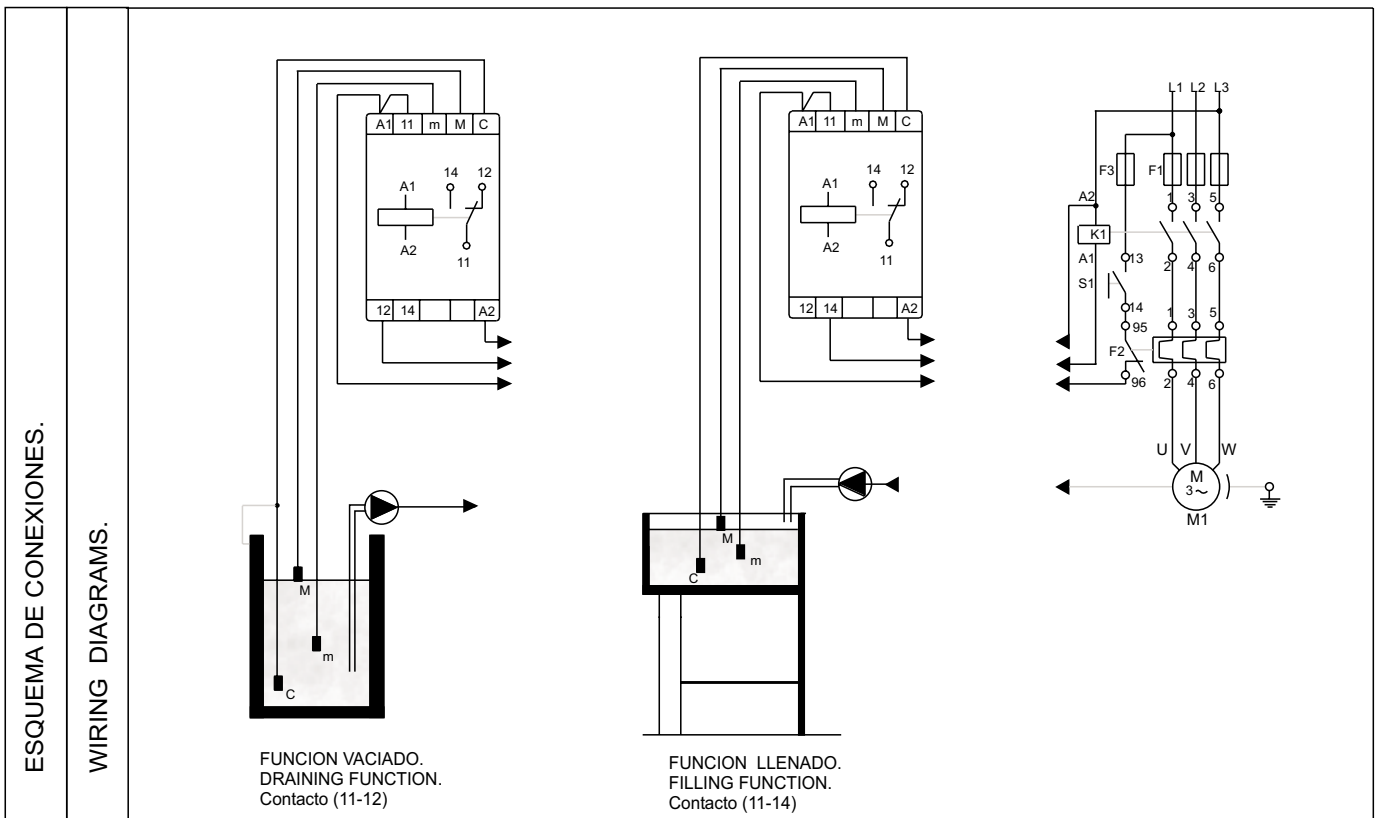 ESQUEMA DE CONEXIONES.
WIRING DIAGRAMS.
A1 11 m M C
14 12
A1
A2
11
12 14 A2
M
m
C
FUNCION VACIADO.
DRAINING FUNCTION.
Contacto (11-12)
A1 11 m M C
14 12
A1
A2
11
12 14 A2
M
m
C
FUNCION LLENADO.
FILLING FUNCTION.
Contacto (11-14)
L1 L2 L3
F3 F1
A2 1 3 5
K1
A1 13 2 4 6
S1
14
95 1 3 5
F2
96 2 4 6
U V W
M
3~
M1